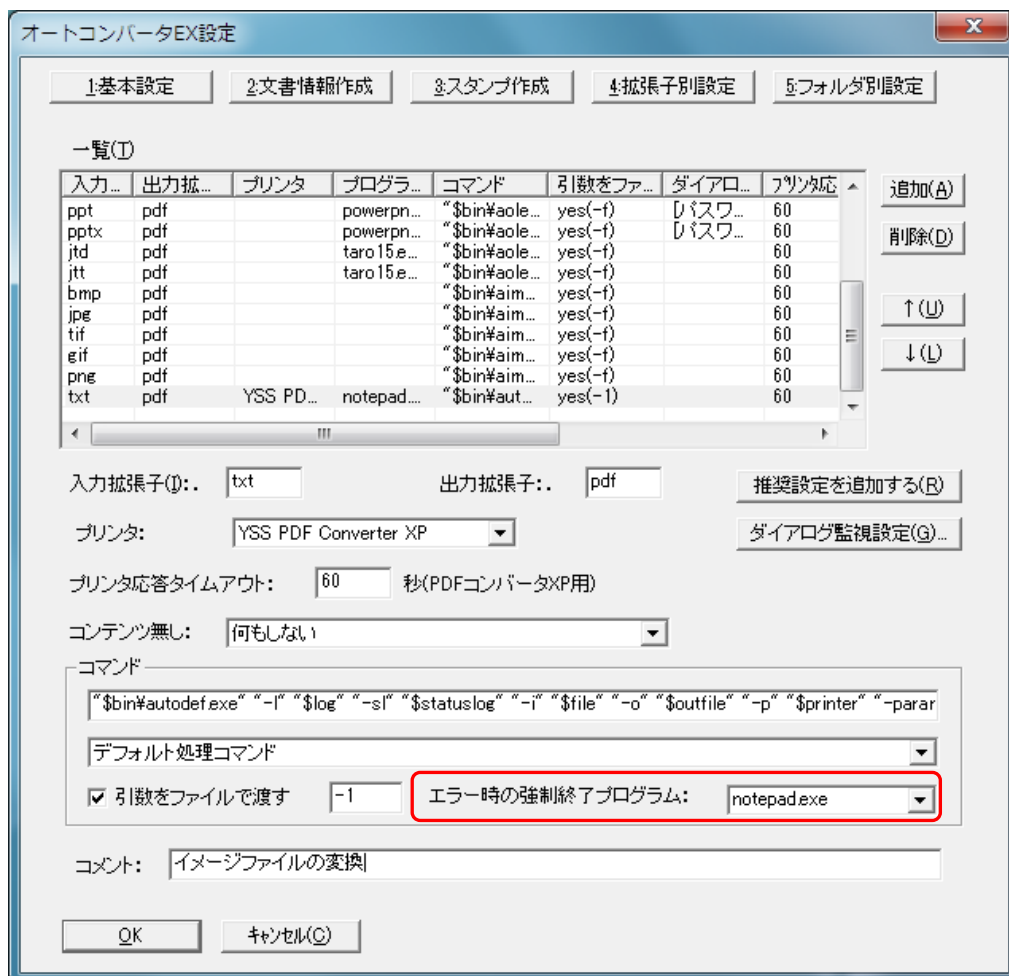 オートコンバータEX設定
1:基本設定 2:文書情報作成 3:スタンプ作成 4:拡張子別設定 5:フォルダ別設定
一覧(T)
入力... 出力拡... プリンタ プログラ... コマンド 引数をファ... ダイアロ... プリンタ応
ppt pdf powerpn... "$bin¥aole... yes(-f) [パスワ... 60
pptx pdf powerpn... "$bin¥aole... yes(-f) [パスワ... 60
jtd pdf taro15.e... "$bin¥aole... yes(-f) 60
jtt pdf taro15.e... "$bin¥aole... yes(-f) 60
bmp pdf "$bin¥aim... yes(-f) 60
jpg pdf "$bin¥aim... yes(-f) 60
tif pdf "$bin¥aim... yes(-f) 60
gif pdf "$bin¥aim... yes(-f) 60
png pdf "$bin¥aim... yes(-f) 60
txt pdf YSS PD... notepad.... "$bin¥aut... yes(-1) 60
追加(A)
削除(D)
↑(U)
↓(L)
入力拡張子(I):. txt 出力拡張子:. pdf 推奨設定を追加する(R)
プリンタ: YSS PDF Converter XP ダイアログ監視設定(G)...
プリンタ応答タイムアウト: 60 秒(PDFコンバータXP用)
コンテンツ無し: 何もしない
コマンド
"$bin¥autodef.exe" "-l" "$log" "-sl" "$statuslog" "-i" "$file" "-o" "$outfile" "-p" "$printer" "-parar
デフォルト処理コマンド
引数をファイルで渡す -1 エラー時の強制終了プログラム: notepad.exe
コメント: イメージファイルの変換
OK キャンセル(C)